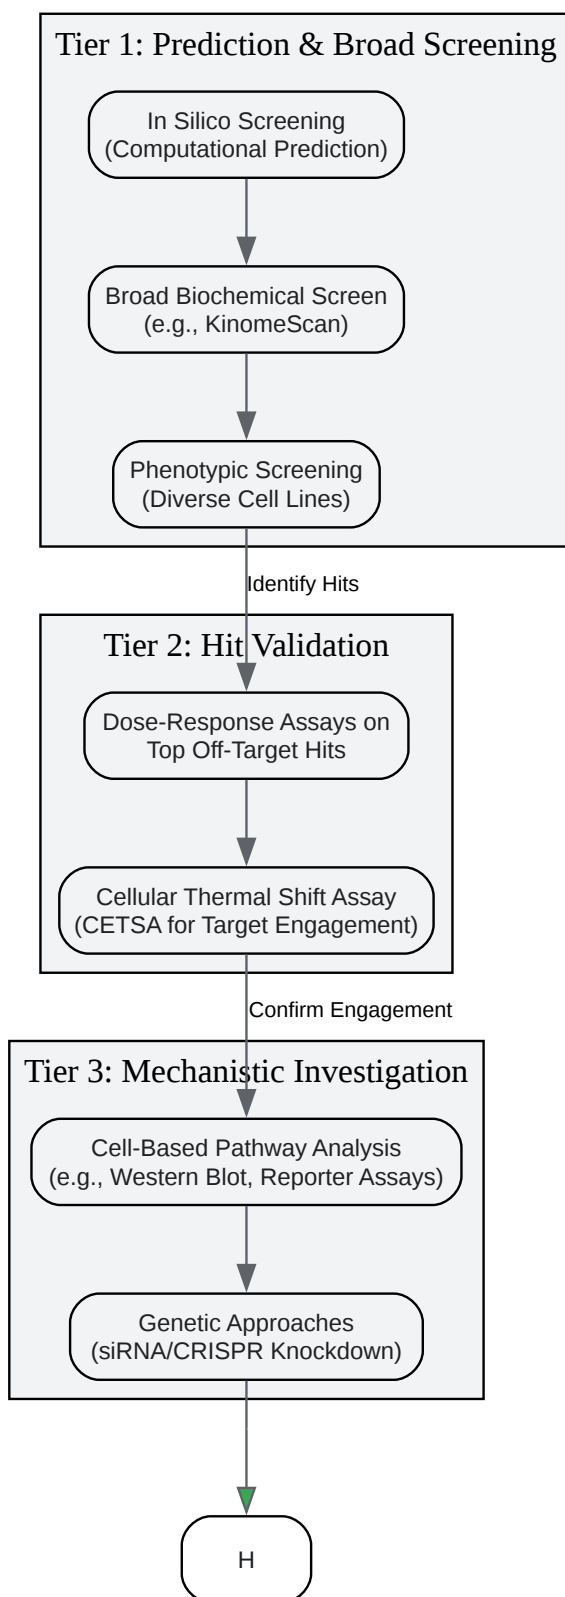 Tier 1: Prediction & Broad Screening
In Silico Screening
(Computational Prediction)
Broad Biochemical Screen
(e.g., KinomeScan)
Phenotypic Screening
(Diverse Cell Lines)
Identify Hits
Tier 2: Hit Validation
Dose-Response Assays on
Top Off-Target Hits
Cellular Thermal Shift Assay
(CETSA for Target Engagement)
Confirm Engagement
Tier 3: Mechanistic Investigation
Cell-Based Pathway Analysis
(e.g., Western Blot, Reporter Assays)
Genetic Approaches
(siRNA/CRISPR Knockdown)
H